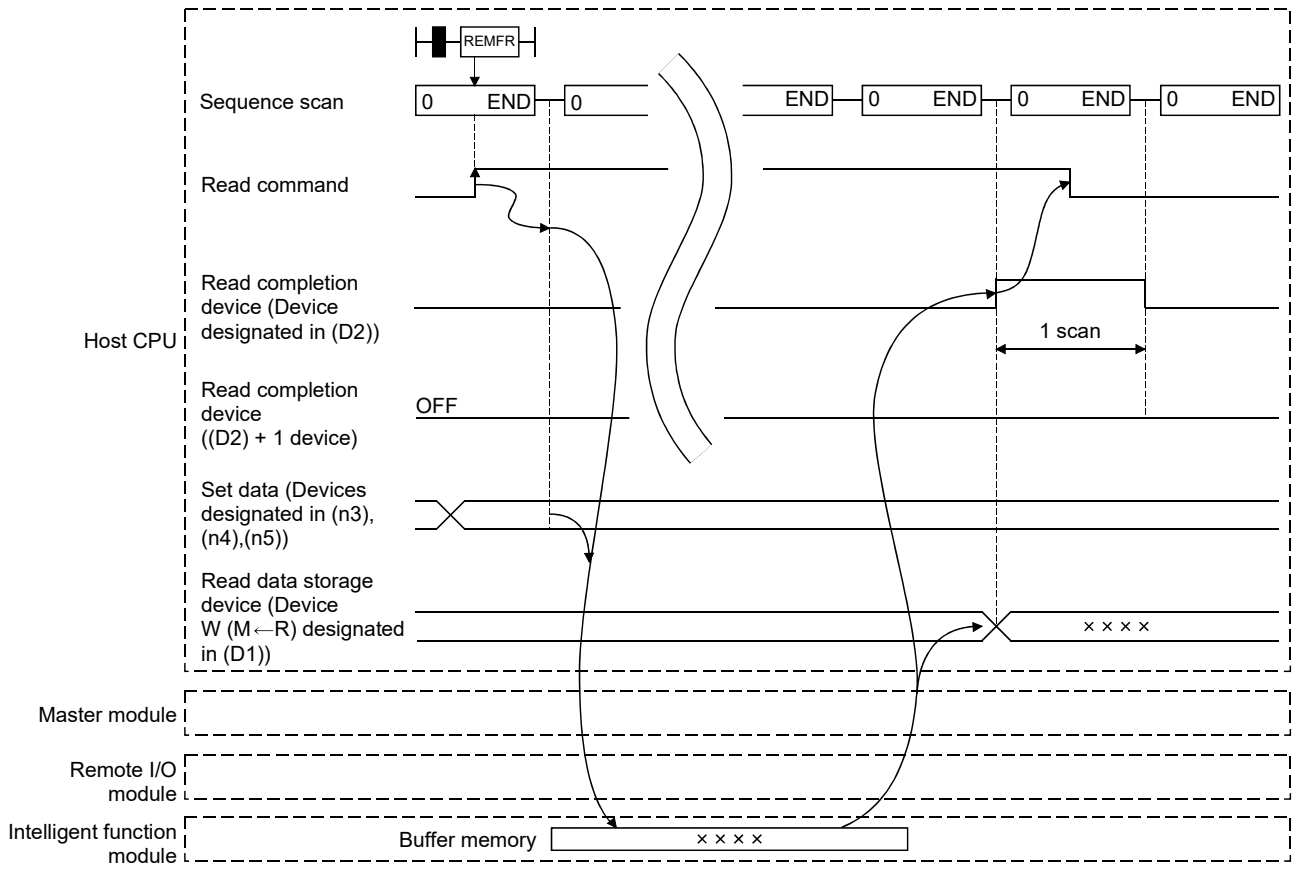 REMFR
Sequence scan
0 END 0 END 0 END 0 END 0 END
Read command
Read completion
device (Device
designated in (D2))
1 scan
Host CPU
Read completion
device
((D2) + 1 device)
OFF
Set data (Devices
designated in (n3),
(n4),(n5))
Read data storage
device (Device
W (M←R) designated
in (D1))
××××
Master module
Remote I/O
module
Intelligent function
module
Buffer memory
××××